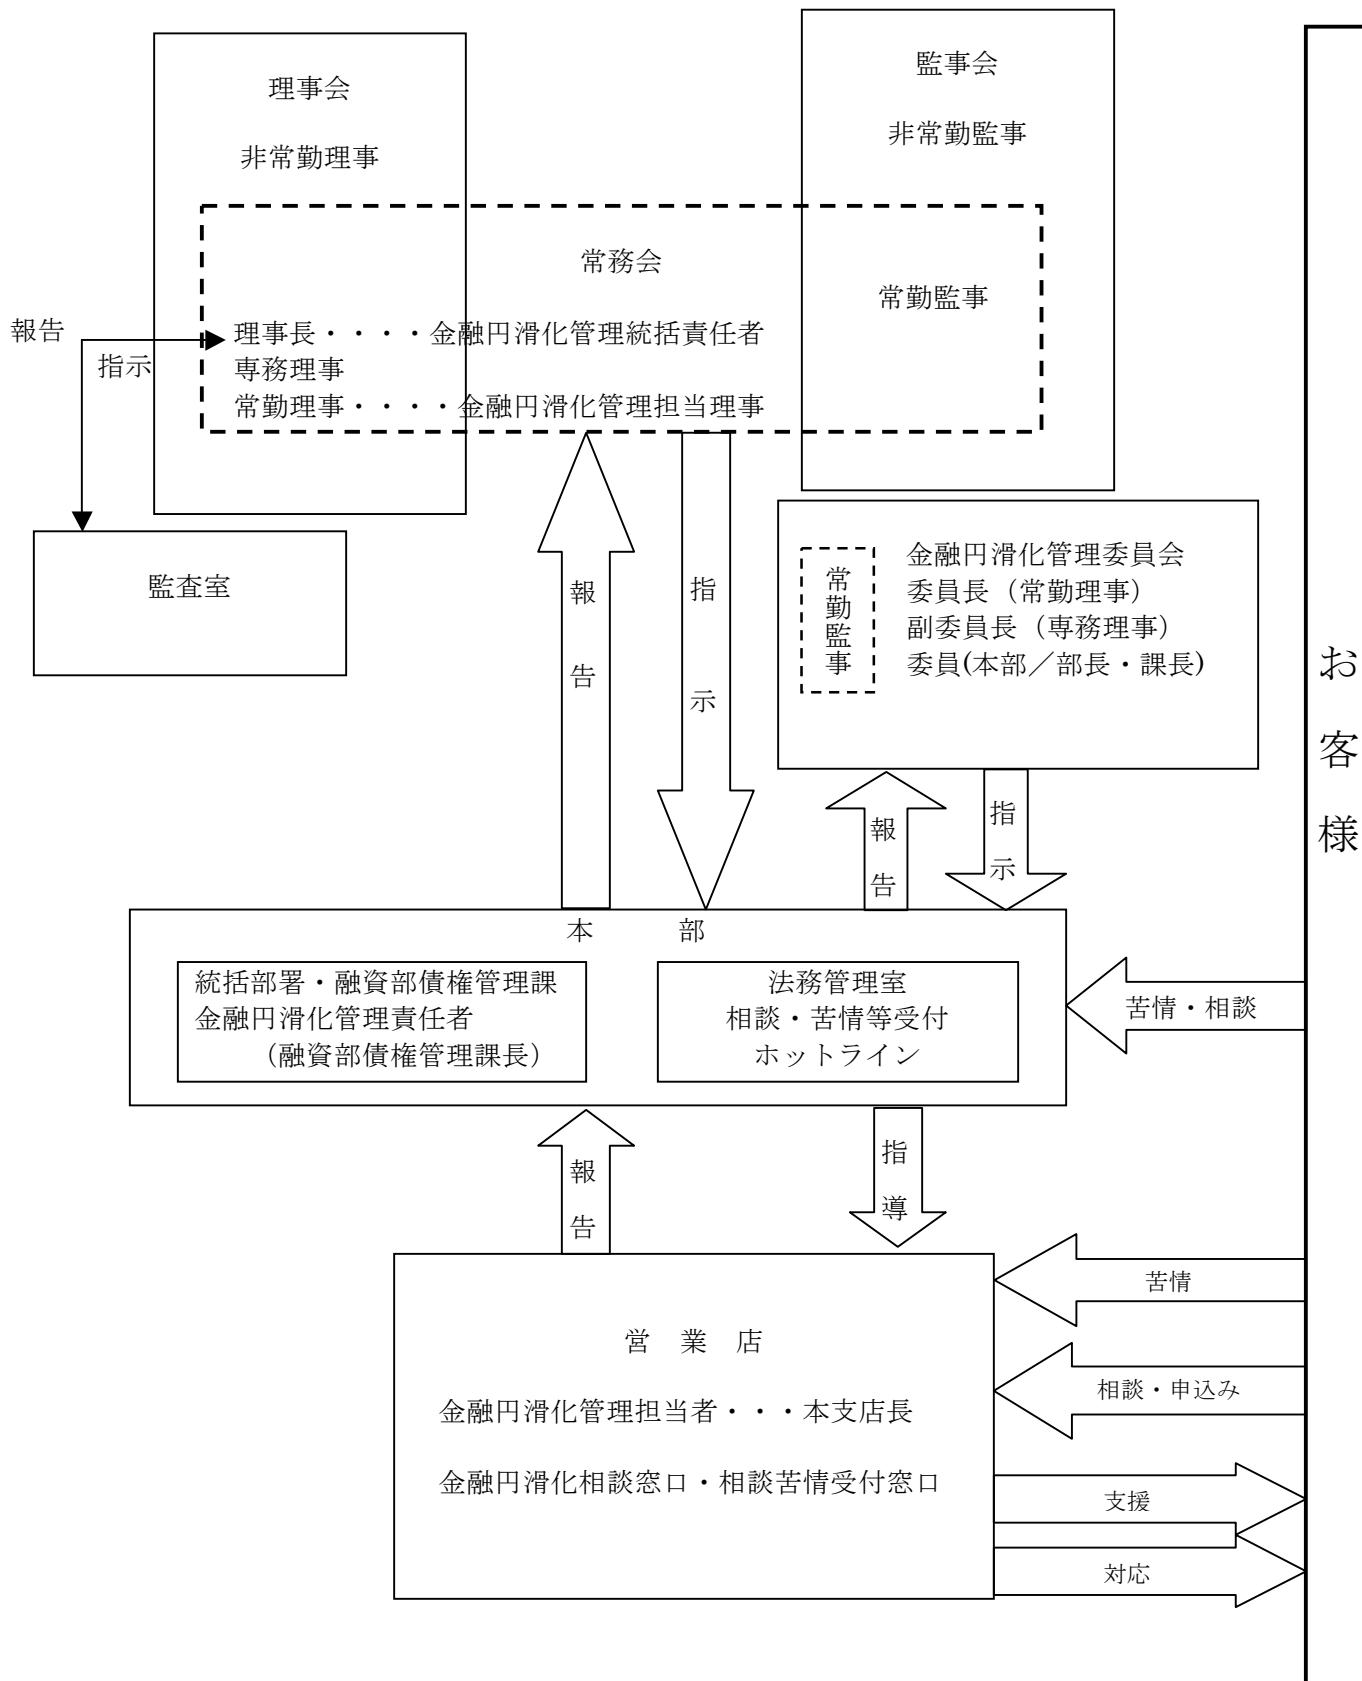 理事会
非常勤理事
監事会
非常勤監事
常務会
常勤監事
理事長・・・・金融円滑化管理統括責任者
専務理事
常勤理事・・・・金融円滑化管理担当理事
報告
指示
監査室
報告
指示
常勤監事
金融円滑化管理委員会
委員長（常勤理事）
副委員長（専務理事）
委員(本部／部長・課長)
報告
指示
お客様
本　部
統括部署・融資部債権管理課
金融円滑化管理責任者
（融資部債権管理課長）
法務管理室
相談・苦情等受付
ホットライン
苦情・相談
報告
指導
営　業　店
金融円滑化管理担当者・・・本支店長
金融円滑化相談窓口・相談苦情受付窓口
苦情
相談・申込み
支援
対応